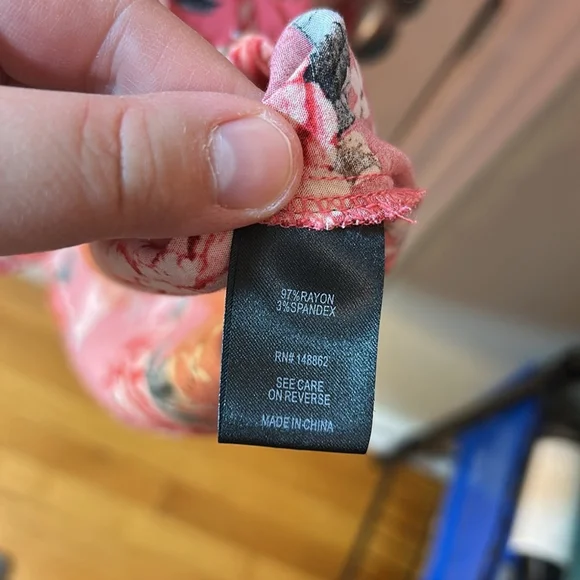 97%RAYON
3%SPANDEX
RN# 148862
SEE CARE
ON REVERSE
MADE IN CHINA